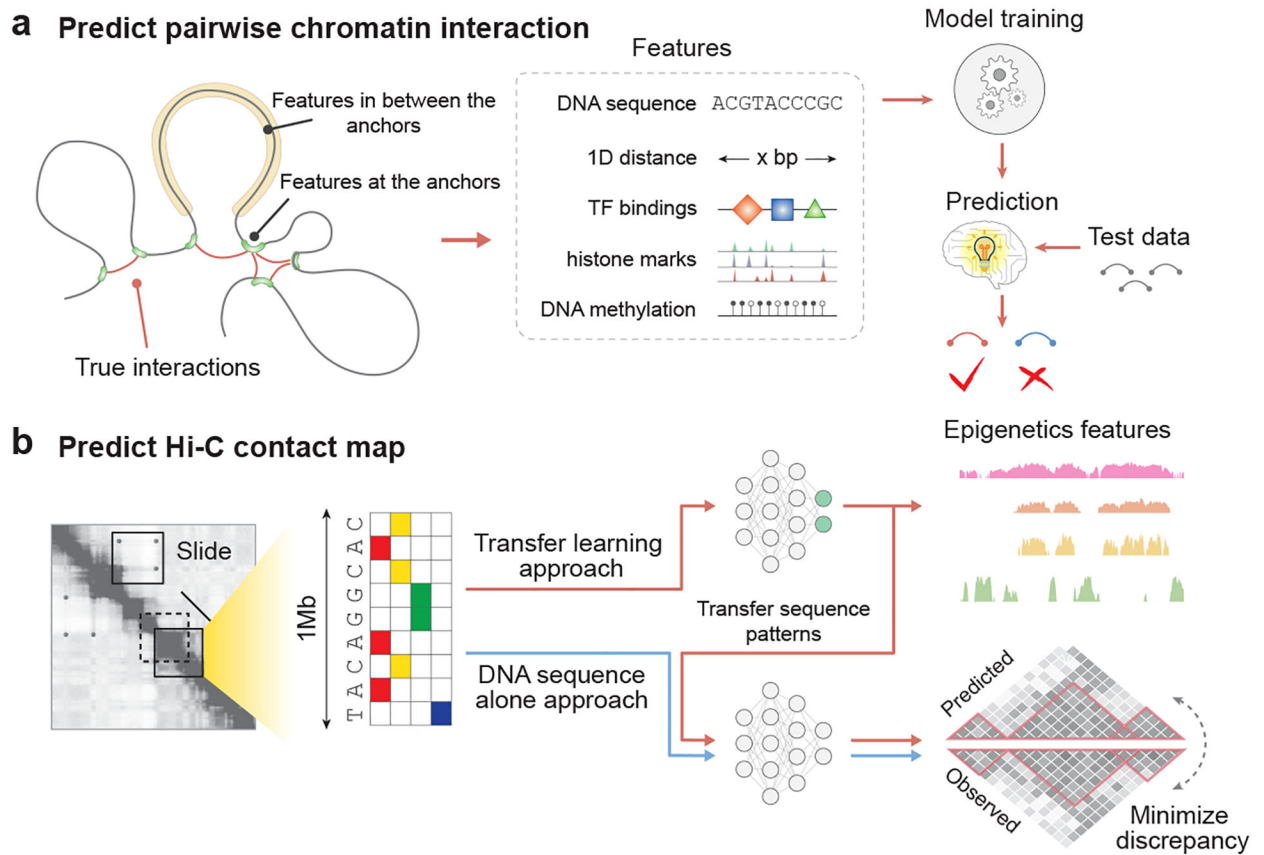 a Predict pairwise chromatin interaction
Features in between the
anchors
Features at the anchors
True interactions
Features
DNA sequence ACGTACCCGC
1D distance x bp
TF bindings
histone marks
DNA methylation
Model training
Prediction
Test data
b Predict Hi-C contact map
Slide
1Mb
T A C A G G C A C
Transfer learning
approach
Transfer sequence
patterns
DNA sequence
alone approach
Epigenetics features
Predicted
Observed
Minimize
discrepancy